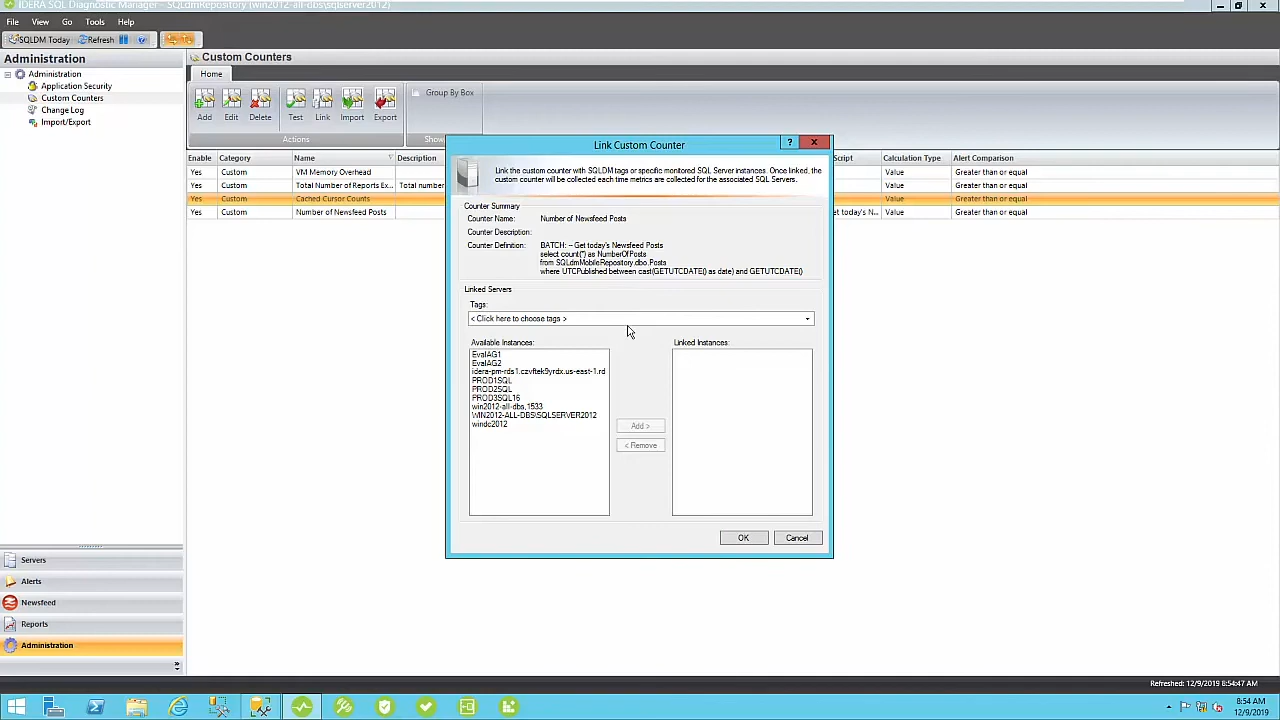 IDERA SQL Diagnostic Manager - SQLdmRepository (win2012-all-dbs\sqlserver2012)
File View Go Tools Help
SQLDM Today Refresh
Administration
Administration
Application Security
Custom Counters
Change Log
Import/Export
Custom Counters
Home
Add Edit Delete Test Link Import Export
Group By Box
Actions
Show
Enable Category Name Description Script Calculation Type Alert Comparison
Yes Custom VM Memory Overhead Value Greater than or equal
Yes Custom Total Number of Reports Ex... Total number Value Greater than or equal
Yes Custom Cached Cursor Counts Value Greater than or equal
Yes Custom Number of Newsfeed Posts et today's N... Value Greater than or equal
Link Custom Counter
?
Link the custom counter with SQLDM tags or specific monitored SQL Server instances. Once linked, the
custom counter will be collected each time metrics are collected for the associated SQL Servers.
Counter Summary
Counter Name: Number of Newsfeed Posts
Counter Description:
Counter Definition: BATCH: -- Get today's Newsfeed Posts
select count(*) as NumberOfPosts
from SQLdmMobileRepository.dbo.Posts
where UTCPublished between cast(GETUTCDATE() as date) and GETUTCDATE()
Linked Servers
Tags:
< Click here to choose tags >
Available Instances:
EvalAG1
EvalAG2
idera-pm-rds1.czvftek9yrdx.us-east-1.rd
PROD1SQL
PROD2SQL
PROD3SQL16
win2012-all-dbs,1533
WIN2012-ALL-DBS\SQLSERVER2012
windc2012
Add >
< Remove
Linked Instances:
OK Cancel
Servers
Alerts
Newsfeed
Reports
Administration
Refreshed: 12/9/2019 8:54:47 AM
8:54 AM
12/9/2019